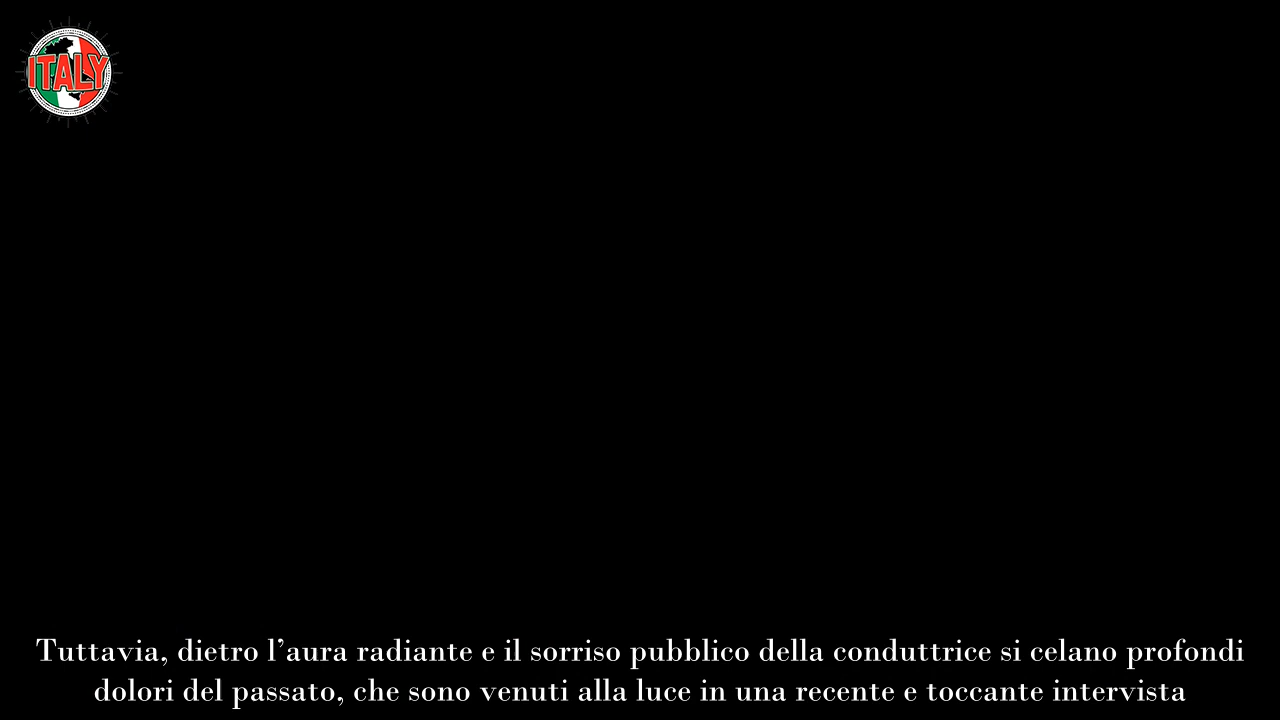 ITALY
Tuttavia, dietro l'aura radiante e il sorriso pubblico della conduttrice si celano profondi
dolori del passato, che sono venuti alla luce in una recente e toccante intervista